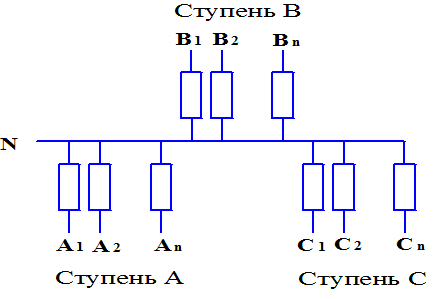 Ступень В
В1 В2 Вn
N
А1 А2 Аn С1 С2 Сn
Ступень А Ступень С